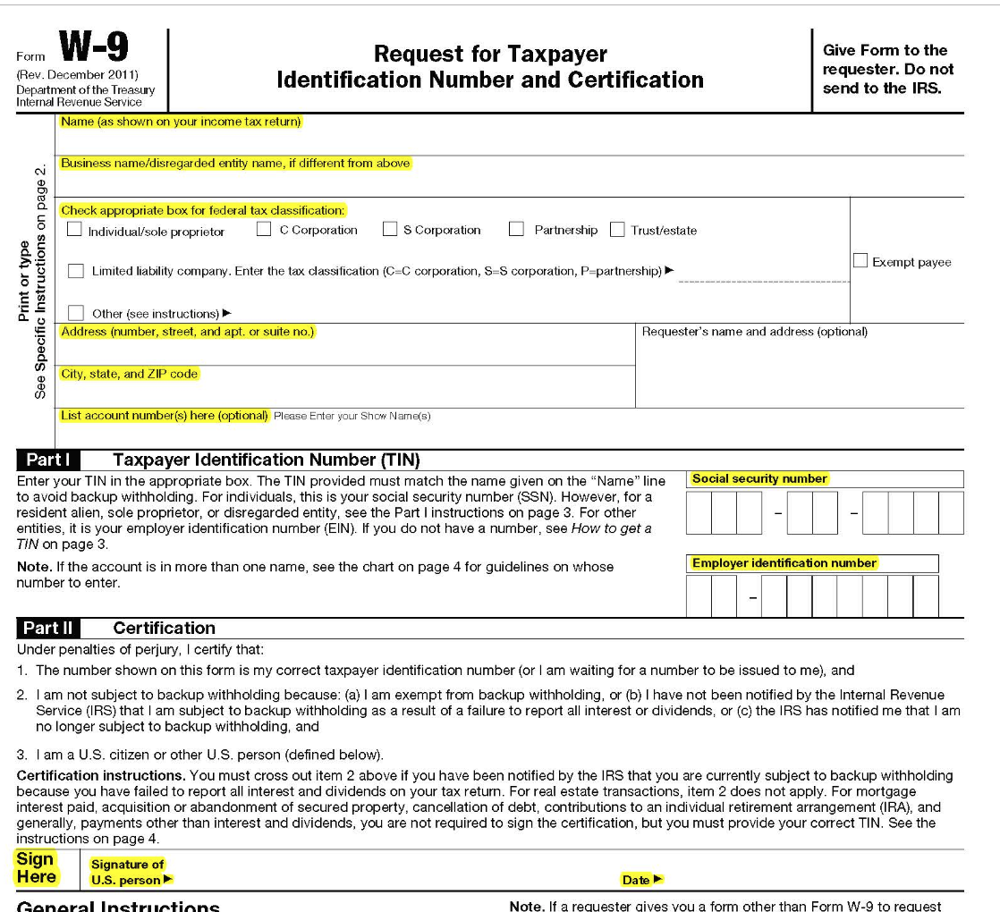 Form W-9
(Rev. December 2011)
Department of the Treasury
Internal Revenue Service
Request for Taxpayer
Identification Number and Certification
Give Form to the
requester. Do not
send to the IRS.
Print or type
See Specific Instructions on page 2.
Name (as shown on your income tax return)
Business name/disregarded entity name, if different from above
Check appropriate box for federal tax classification:
Individual/sole proprietor C Corporation S Corporation Partnership Trust/estate
Limited liability company. Enter the tax classification (C=C corporation, S=S corporation, P=partnership) ►
Exempt payee
Other (see instructions) ►
Address (number, street, and apt. or suite no.)
Requester's name and address (optional)
City, state, and ZIP code
List account number(s) here (optional) Please Enter your Show Name(s)
Part I Taxpayer Identification Number (TIN)
Enter your TIN in the appropriate box. The TIN provided must match the name given on the “Name” line
to avoid backup withholding. For individuals, this is your social security number (SSN). However, for a
resident alien, sole proprietor, or disregarded entity, see the Part I instructions on page 3. For other
entities, it is your employer identification number (EIN). If you do not have a number, see How to get a
TIN on page 3.
Note. If the account is in more than one name, see the chart on page 4 for guidelines on whose
number to enter.
Social security number
– –
Employer identification number
–
Part II Certification
Under penalties of perjury, I certify that:
1. The number shown on this form is my correct taxpayer identification number (or I am waiting for a number to be issued to me), and
2. I am not subject to backup withholding because: (a) I am exempt from backup withholding, or (b) I have not been notified by the Internal Revenue
Service (IRS) that I am subject to backup withholding as a result of a failure to report all interest or dividends, or (c) the IRS has notified me that I am
no longer subject to backup withholding, and
3. I am a U.S. citizen or other U.S. person (defined below).
Certification instructions. You must cross out item 2 above if you have been notified by the IRS that you are currently subject to backup withholding
because you have failed to report all interest and dividends on your tax return. For real estate transactions, item 2 does not apply. For mortgage
interest paid, acquisition or abandonment of secured property, cancellation of debt, contributions to an individual retirement arrangement (IRA), and
generally, payments other than interest and dividends, you are not required to sign the certification, but you must provide your correct TIN. See the
instructions on page 4.
Sign
Here
Signature of
U.S. person ►
Date ►
General Instructions
Note. If a requester gives you a form other than Form W-9 to request